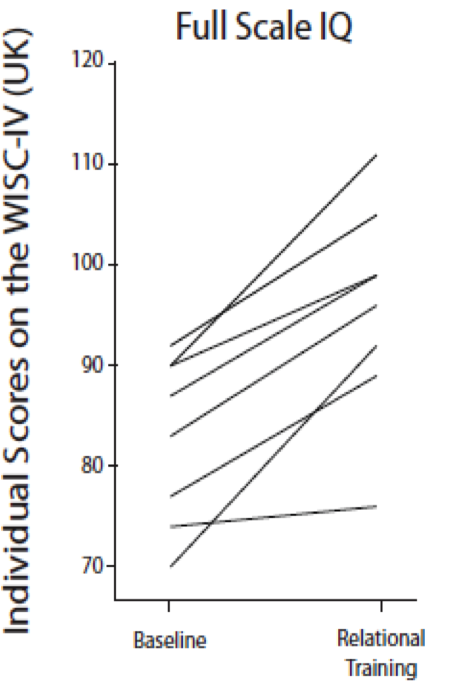 Full Scale IQ
Individual Scores on the WISC-IV (UK)
120
110
100
90
80
70
Baseline
Relational
Training